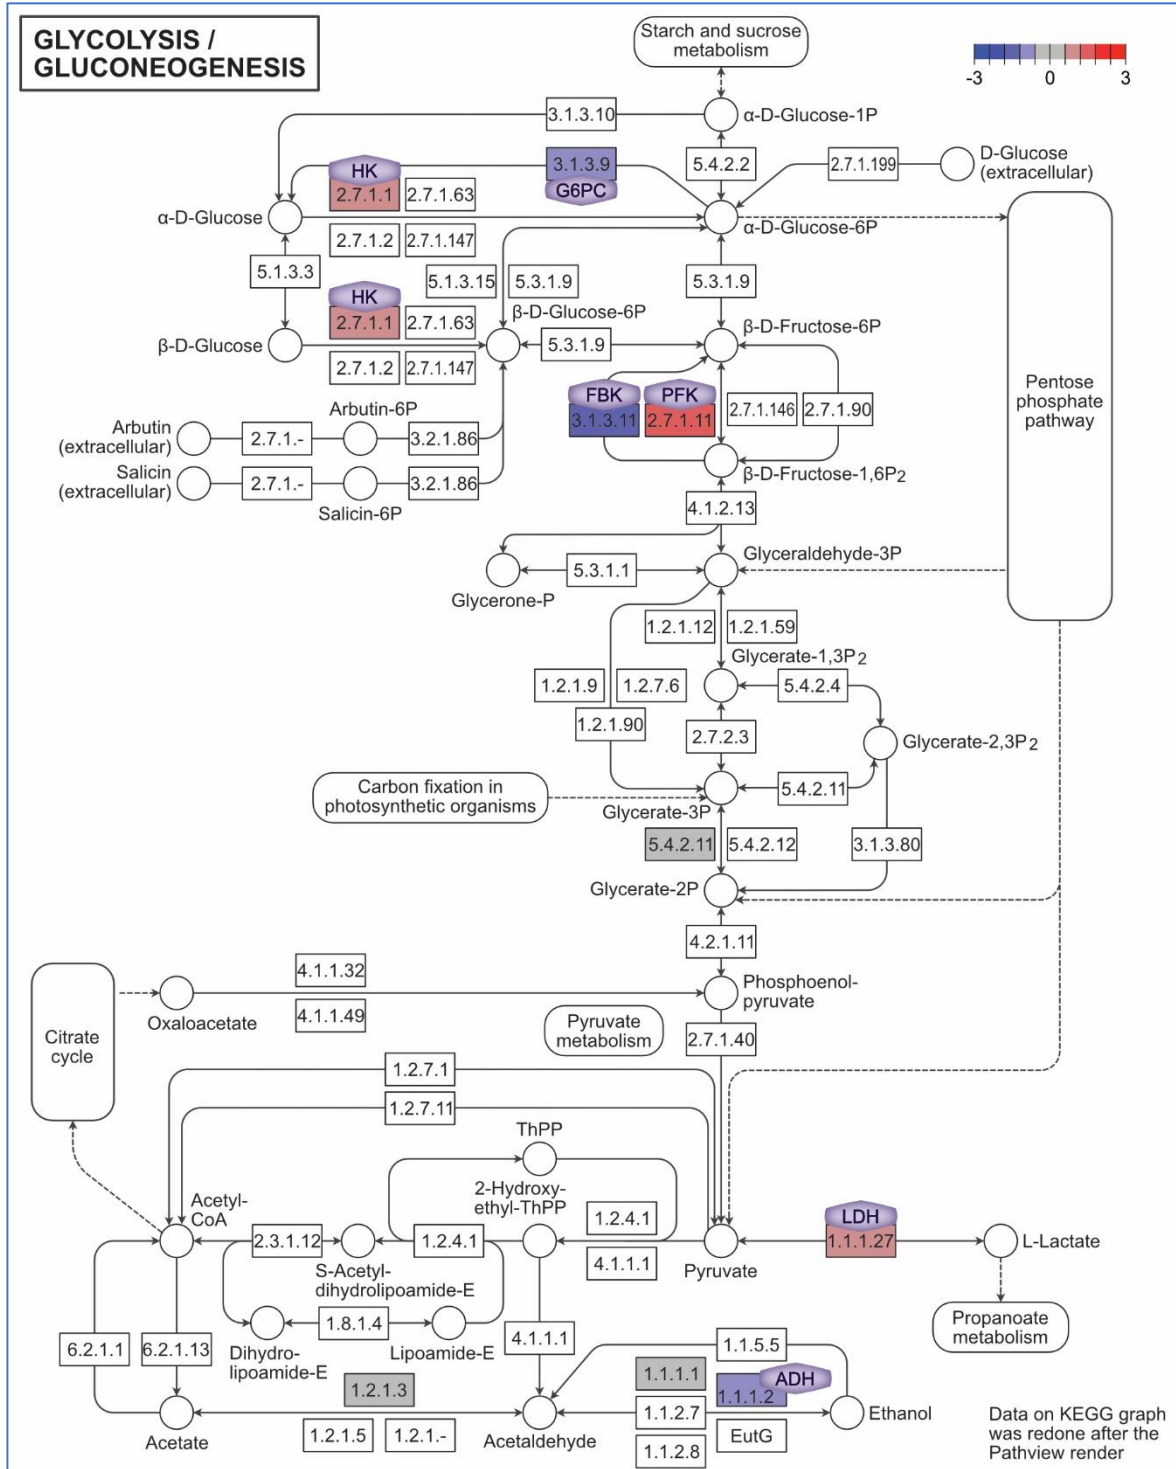 GLYCOLYSIS /
GLUCONEOGENESIS
Starch and sucrose
metabolism
-3
0
3
3.1.3.10
α-D-Glucose-1P
HK
3.1.3.9
G6PC
5.4.2.2
2.7.1.199
D-Glucose
(extracellular)
2.7.1.1
2.7.1.63
α-D-Glucose
α-D-Glucose-6P
2.7.1.2
2.7.1.147
5.1.3.3
5.1.3.15
5.3.1.9
5.3.1.9
HK
2.7.1.1
2.7.1.63
β-D-Glucose-6P
β-D-Fructose-6P
β-D-Glucose
5.3.1.9
2.7.1.2
2.7.1.147
Pentose
phosphate
pathway
FBK
PFK
3.1.3.11
2.7.1.11
2.7.1.146
2.7.1.90
Arbutin-6P
Arbutin
(extracellular)
2.7.1.-
3.2.1.86
Salicin
(extracellular)
2.7.1.-
3.2.1.86
Salicin-6P
β-D-Fructose-1,6P2
4.1.2.13
Glyceraldehyde-3P
5.3.1.1
Glycerone-P
1.2.1.12
1.2.1.59
Glycerate-1,3P2
1.2.1.9
1.2.7.6
5.4.2.4
1.2.1.90
2.7.2.3
Glycerate-2,3P2
Carbon fixation in
photosynthetic organisms
5.4.2.11
Glycerate-3P
5.4.2.11
5.4.2.12
3.1.3.80
Glycerate-2P
4.2.1.11
4.1.1.32
Phosphoenol-
pyruvate
Oxaloacetate
4.1.1.49
Citrate
cycle
Pyruvate
metabolism
2.7.1.40
1.2.7.1
1.2.7.11
ThPP
2-Hydroxy-
ethyl-ThPP
Acetyl-
CoA
1.2.4.1
LDH
2.3.1.12
1.2.4.1
1.1.1.27
L-Lactate
4.1.1.1
Pyruvate
S-Acetyl-
dihydrolipoamide-E
Propanoate
metabolism
6.2.1.1
6.2.1.13
1.8.1.4
4.1.1.1
Dihydro-
lipoamide-E
Lipoamide-E
1.1.5.5
1.2.1.3
1.1.1.1
ADH
1.1.1.2
1.1.2.7
Ethanol
Acetate
1.2.1.5
1.2.1.-
Acetaldehyde
1.1.2.8
EutG
Data on KEGG graph
was redone after the
Pathview render